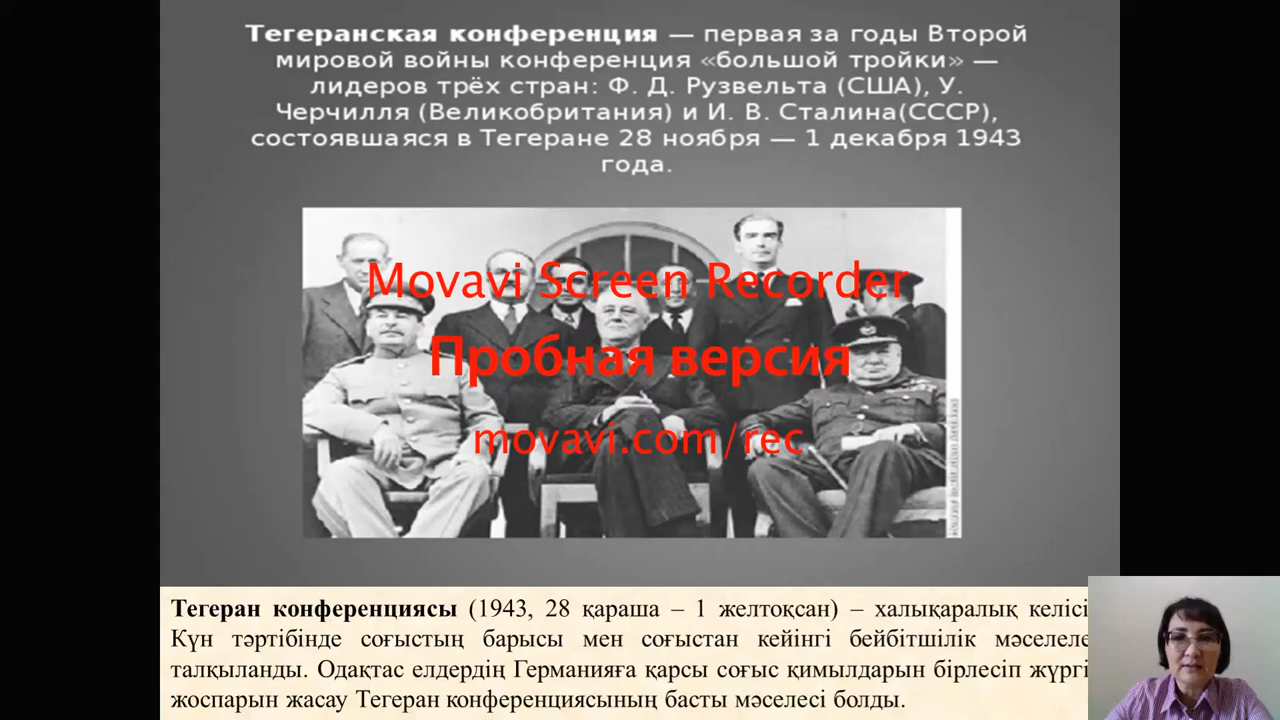 Тегеранская конференция — первая за годы Второй
мировой войны конференция «большой тройки» —
лидеров трёх стран: Ф. Д. Рузвельта (США), У.
Черчилля (Великобритания) и И. В. Сталина(СССР),
состоявшаяся в Тегеране 28 ноября — 1 декабря 1943
года.
Movavi Screen Recorder
Пробная версия
movavi.com/rec
Тегеран конференциясы (1943, 28 қараша – 1 желтоқсан) – халықаралық келісі
Күн тәртібінде соғыстың барысы мен соғыстан кейінгі бейбітшілік мәселеле
талқыланды. Одақтас елдердің Германияға қарсы соғыс қимылдарын бірлесіп жүргі
жоспарын жасау Тегеран конференциясының басты мәселесі болды.